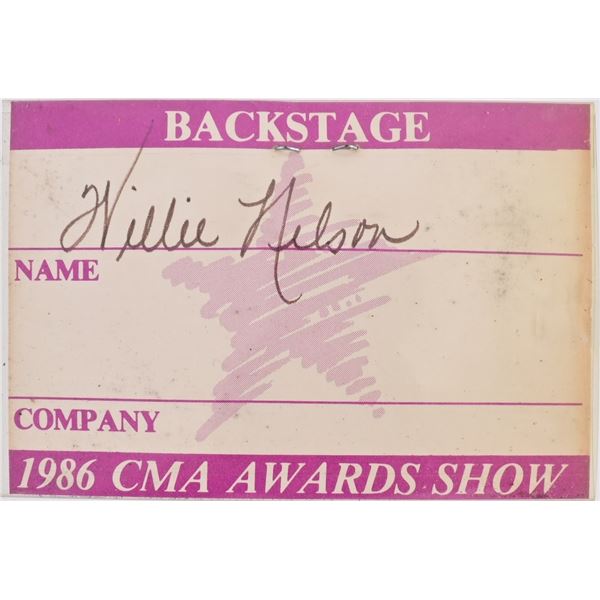 BACKSTAGE
Willie Nelson
NAME
COMPANY
1986 CMA AWARDS SHOW